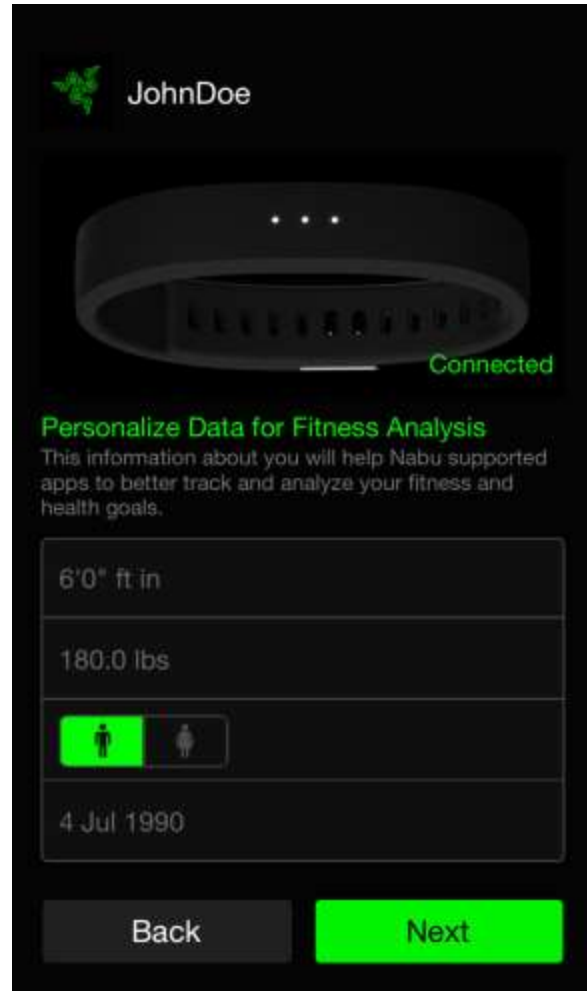 JohnDoe
Connected
Personalize Data for Fitness Analysis
This information about you will help Nabu supported
apps to better track and analyze your fitness and
health goals.
6'0" ft in
180.0 lbs
4 Jul 1990
Back Next